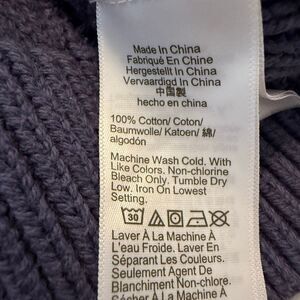 Made In China
Fabriqué En Chine
Hergestellt In China
Vervaardigd In China
中国製
hecho en china
100% Cotton/ Coton/
Baumwolle/ Katoen/ 綿/
algodón
Machine Wash Cold. With
Like Colors. Non-chlorine
Bleach Only. Tumble Dry
Low. Iron On Lowest
Setting.
30
Laver À La Machine À
L'eau Froide. Laver En
Séparant Les Couleurs.
Seulement Agent De
Blanchiment Non-chlore.
Sécher À La Machine À